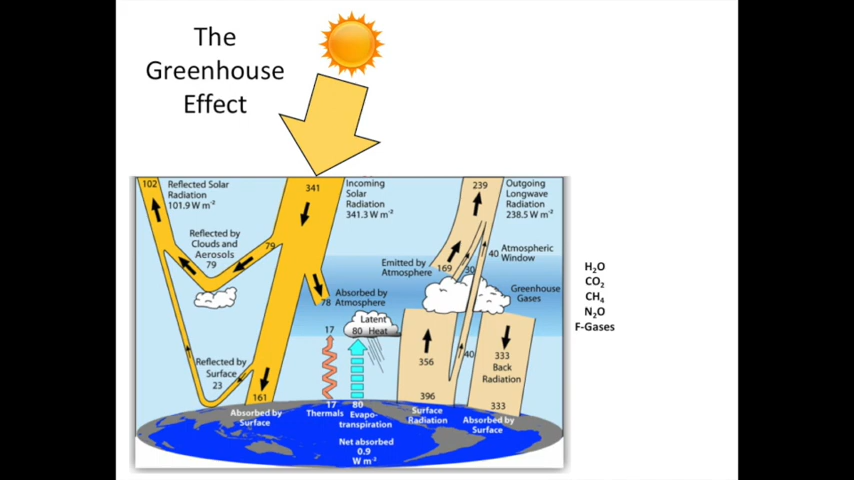 The
Greenhouse
Effect
102
Reflected Solar
Radiation
101.9 W m⁻²
341
Incoming
Solar
Radiation
341.3 W m⁻²
239
Outgoing
Longwave
Radiation
238.5 W m⁻²
Reflected by
Clouds and
Aerosols
79
79
Emitted by
Atmosphere
169
30
40
Atmospheric
Window
Greenhouse
Gases
78
Absorbed by
Atmosphere
17
Latent
80 Heat
Reflected by
Surface
23
161
Absorbed by
Surface
17
Thermals
80
Evapo-
transpiration
356
40
396
Surface
Radiation
333
Back
Radiation
333
Absorbed by
Surface
Net absorbed
0.9
W m⁻²
H₂O
CO₂
CH₄
N₂O
F-Gases